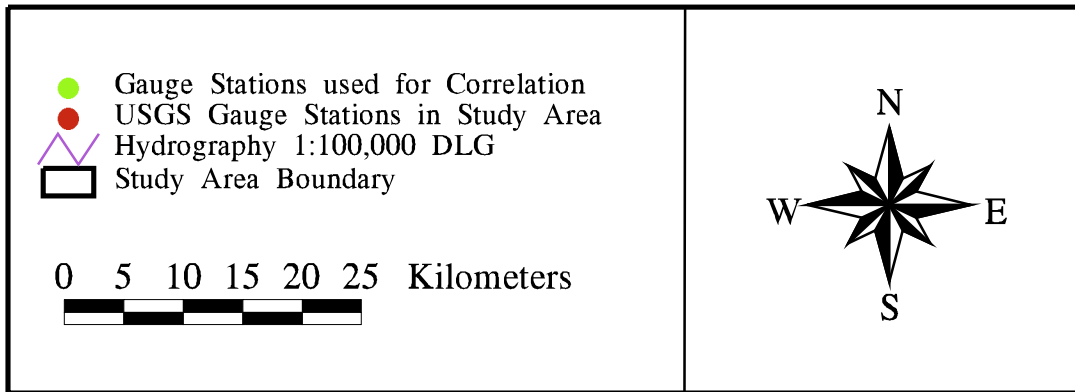 Gauge Stations used for Correlation
USGS Gauge Stations in Study Area
Hydrography 1:100,000 DLG
Study Area Boundary
0 5 10 15 20 25 Kilometers
N
W E
S